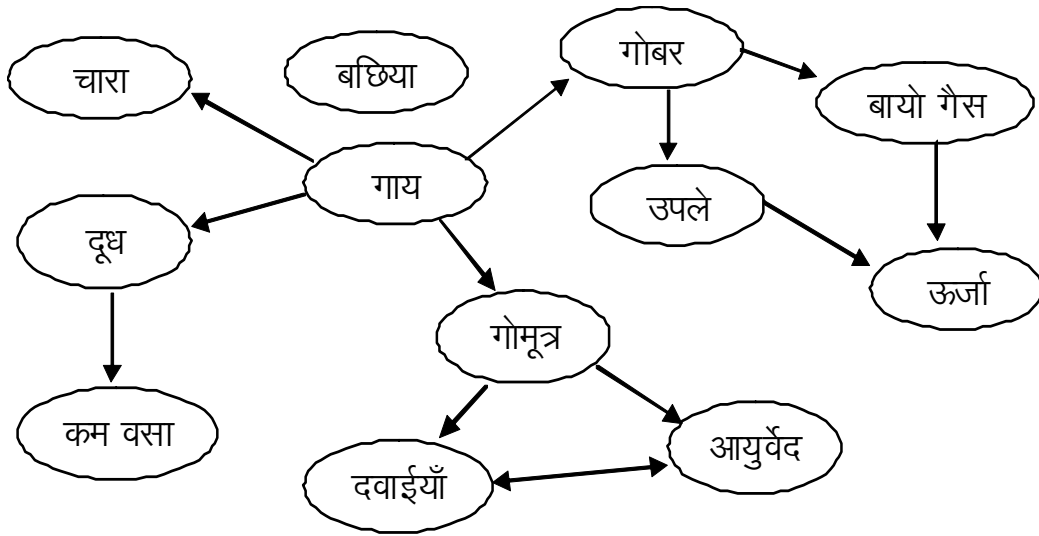 चारा
बछिया
गोबर
बायो गैस
गाय
उपले
दूध
ऊर्जा
गोमूत्र
कम वसा
दवाईयाँ
आयुर्वेद